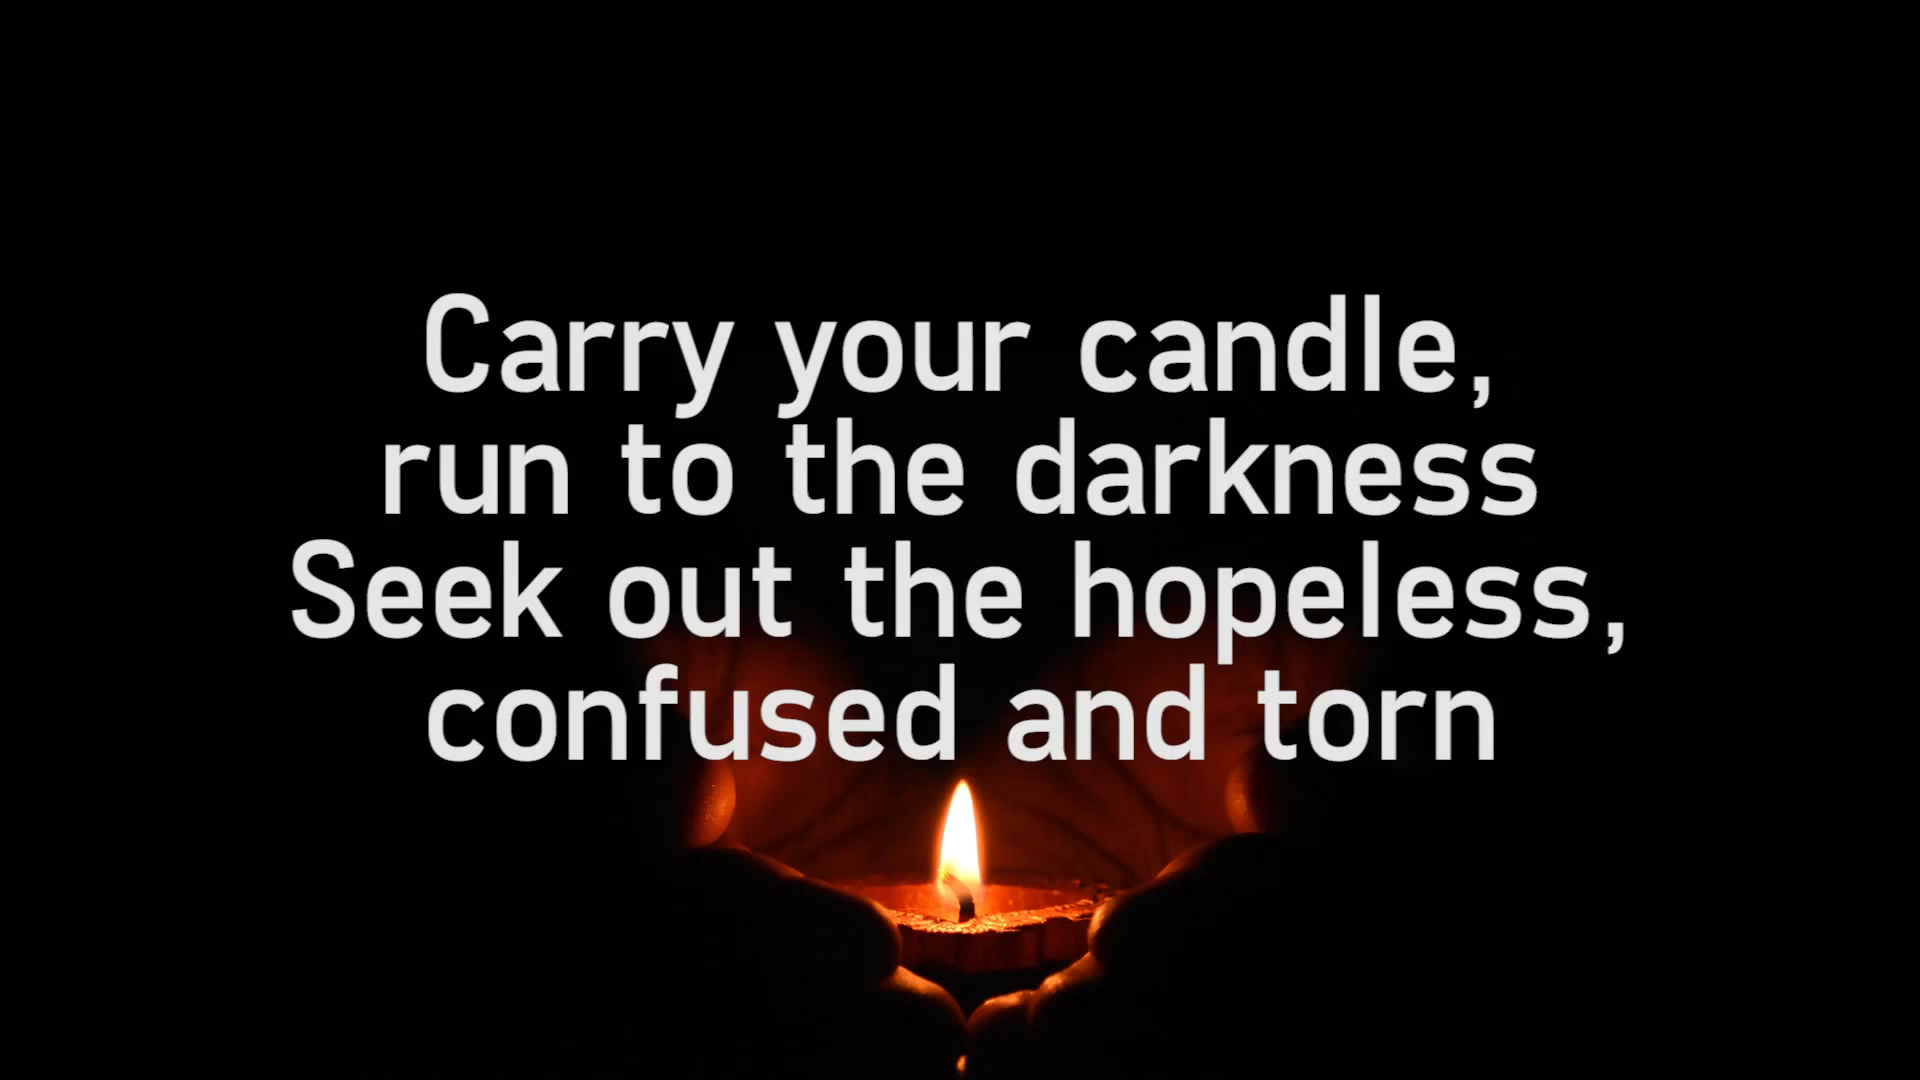 Carry your candle,
run to the darkness
Seek out the hopeless,
confused and torn